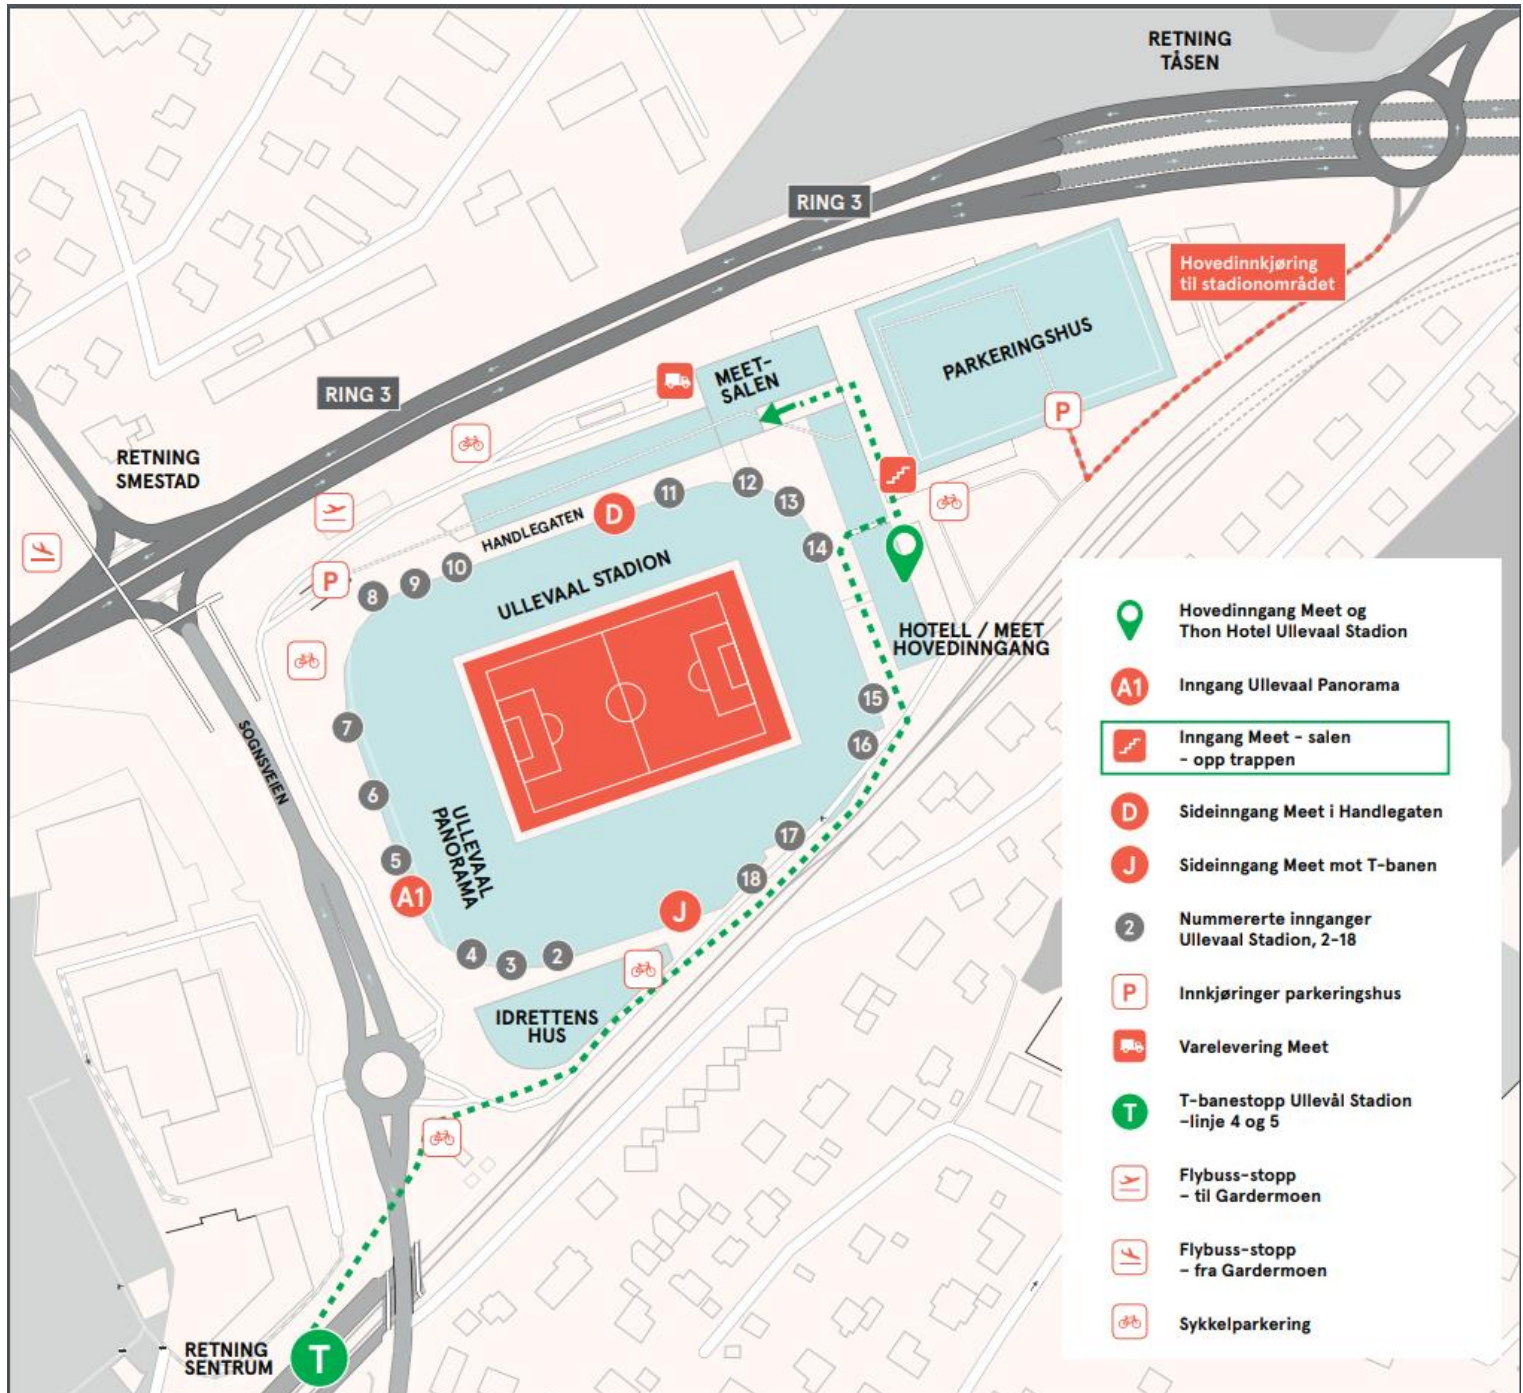 RETNING
TÅSEN
RING 3
Hovedinnkjøring
til stadionområdet
PARKERINGSHUS
MEET-
SALEN
P
RING 3
RETNING
SMESTAD
12
11
13
D
HANDLEGATEN
14
10
9
8
P
ULLEVAAL STADION
HOTELL / MEET
HOVEDINNGANG
15
16
7
SOGNSVEIEN
6
ULLEVAAL
PANORAMA
5
A1
17
18
J
4
3
2
IDRETTENS
HUS
RETNING
SENTRUM
T
Hovedinngang Meet og
Thon Hotel Ullevaal Stadion
A1 Inngang Ullevaal Panorama
Inngang Meet - salen
- opp trappen
D Sideinngang Meet i Handlegaten
J Sideinngang Meet mot T-banen
2 Nummererte innganger
Ullevaal Stadion, 2-18
P Innkjøringer parkeringshus
Varelevering Meet
T T-banestopp Ullevål Stadion
–linje 4 og 5
Flybuss-stopp
– til Gardermoen
Flybuss-stopp
– fra Gardermoen
Sykkelparkering